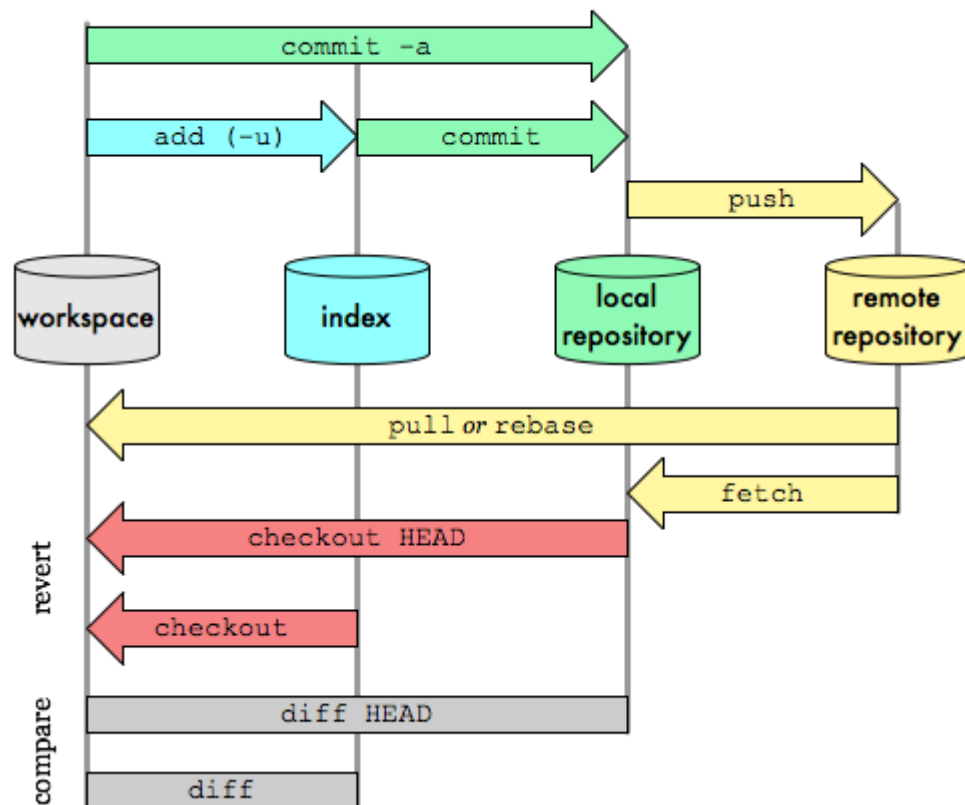 commit -a
add (-u)
commit
push
workspace
index
local
repository
remote
repository
pull or rebase
fetch
revert
checkout HEAD
checkout
compare
diff HEAD
diff